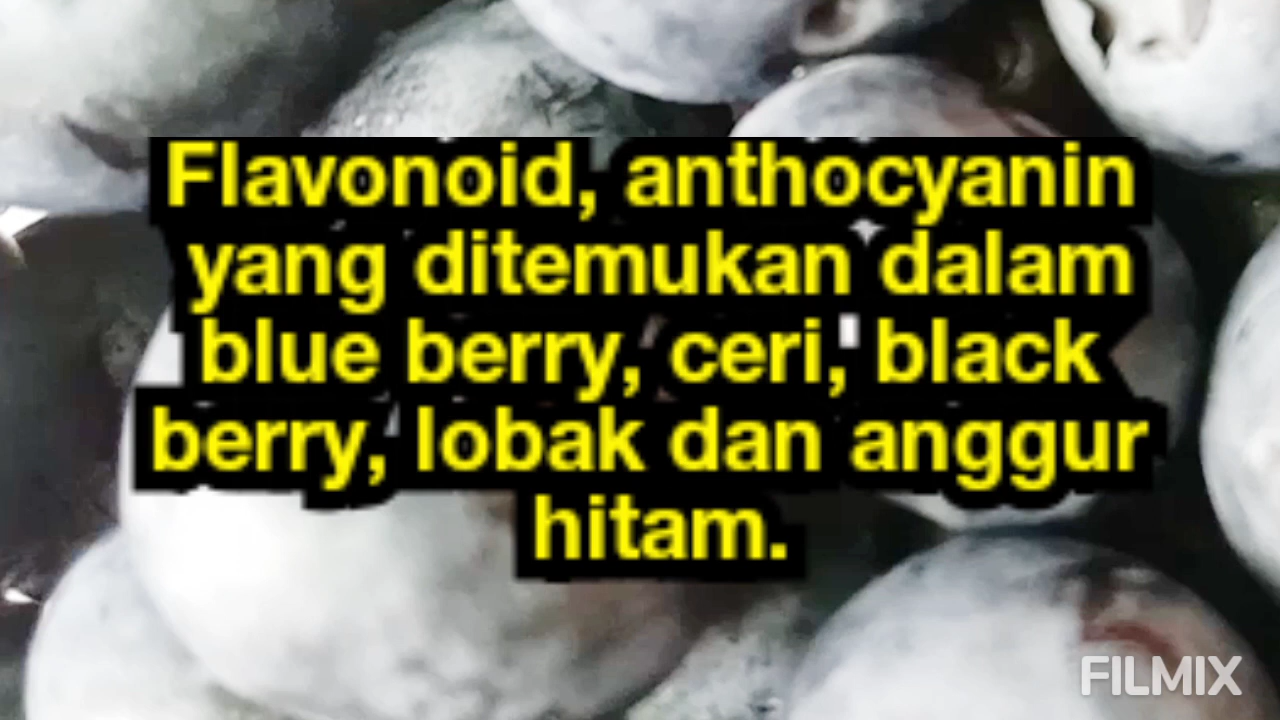 Flavonoid, anthocyanin
yang ditemukan dalam
blue berry, ceri, black
berry, lobak dan anggur
hitam.
FILMIX